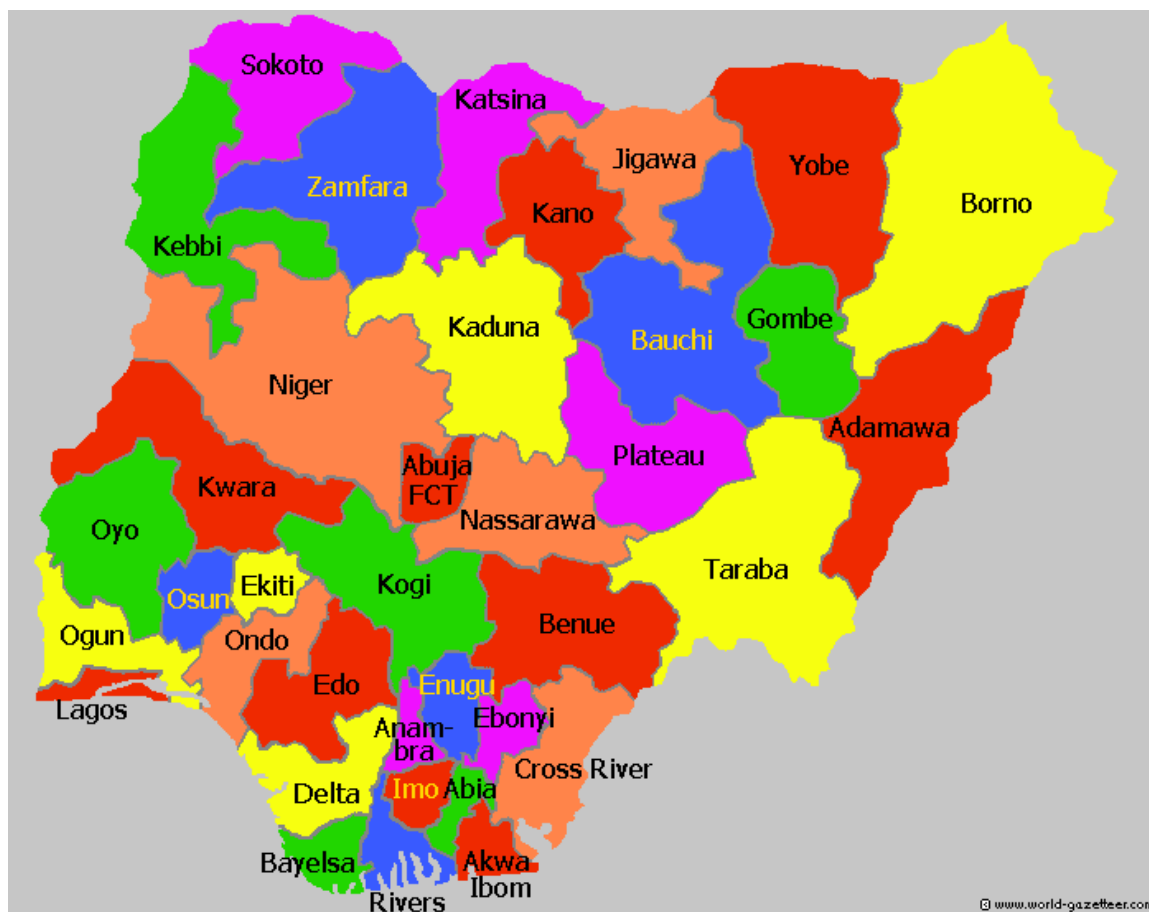 Sokoto
Katsina
Jigawa
Yobe
Zamfara
Kano
Borno
Kebbi
Kaduna
Gombe
Bauchi
Niger
Adamawa
Plateau
Abuja
FCT
Kwara
Nassarawa
Oyo
Taraba
Kogi
Ekiti
Osun
Benue
Ogun
Ondo
Edo
Enugu
Lagos
Ebonyi
Anam-
bra
Cross River
Delta
Imo
Abia
Bayelsa
Akwa
Ibom
Rivers
© www.world-gazetteer.com